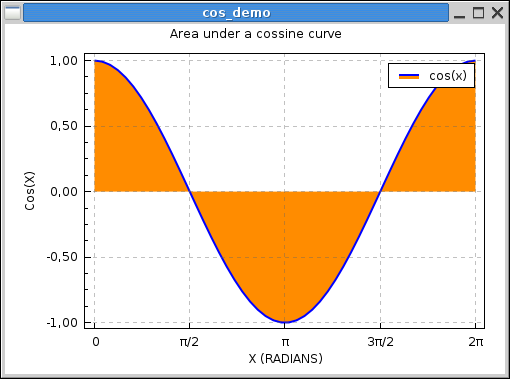 cos_demo
Area under a cossine curve
cos(x)
1,00
0,50
0,00
-0,50
-1,00
Cos(X)
0 π/2 π 3π/2 2π
X (RADIANS)